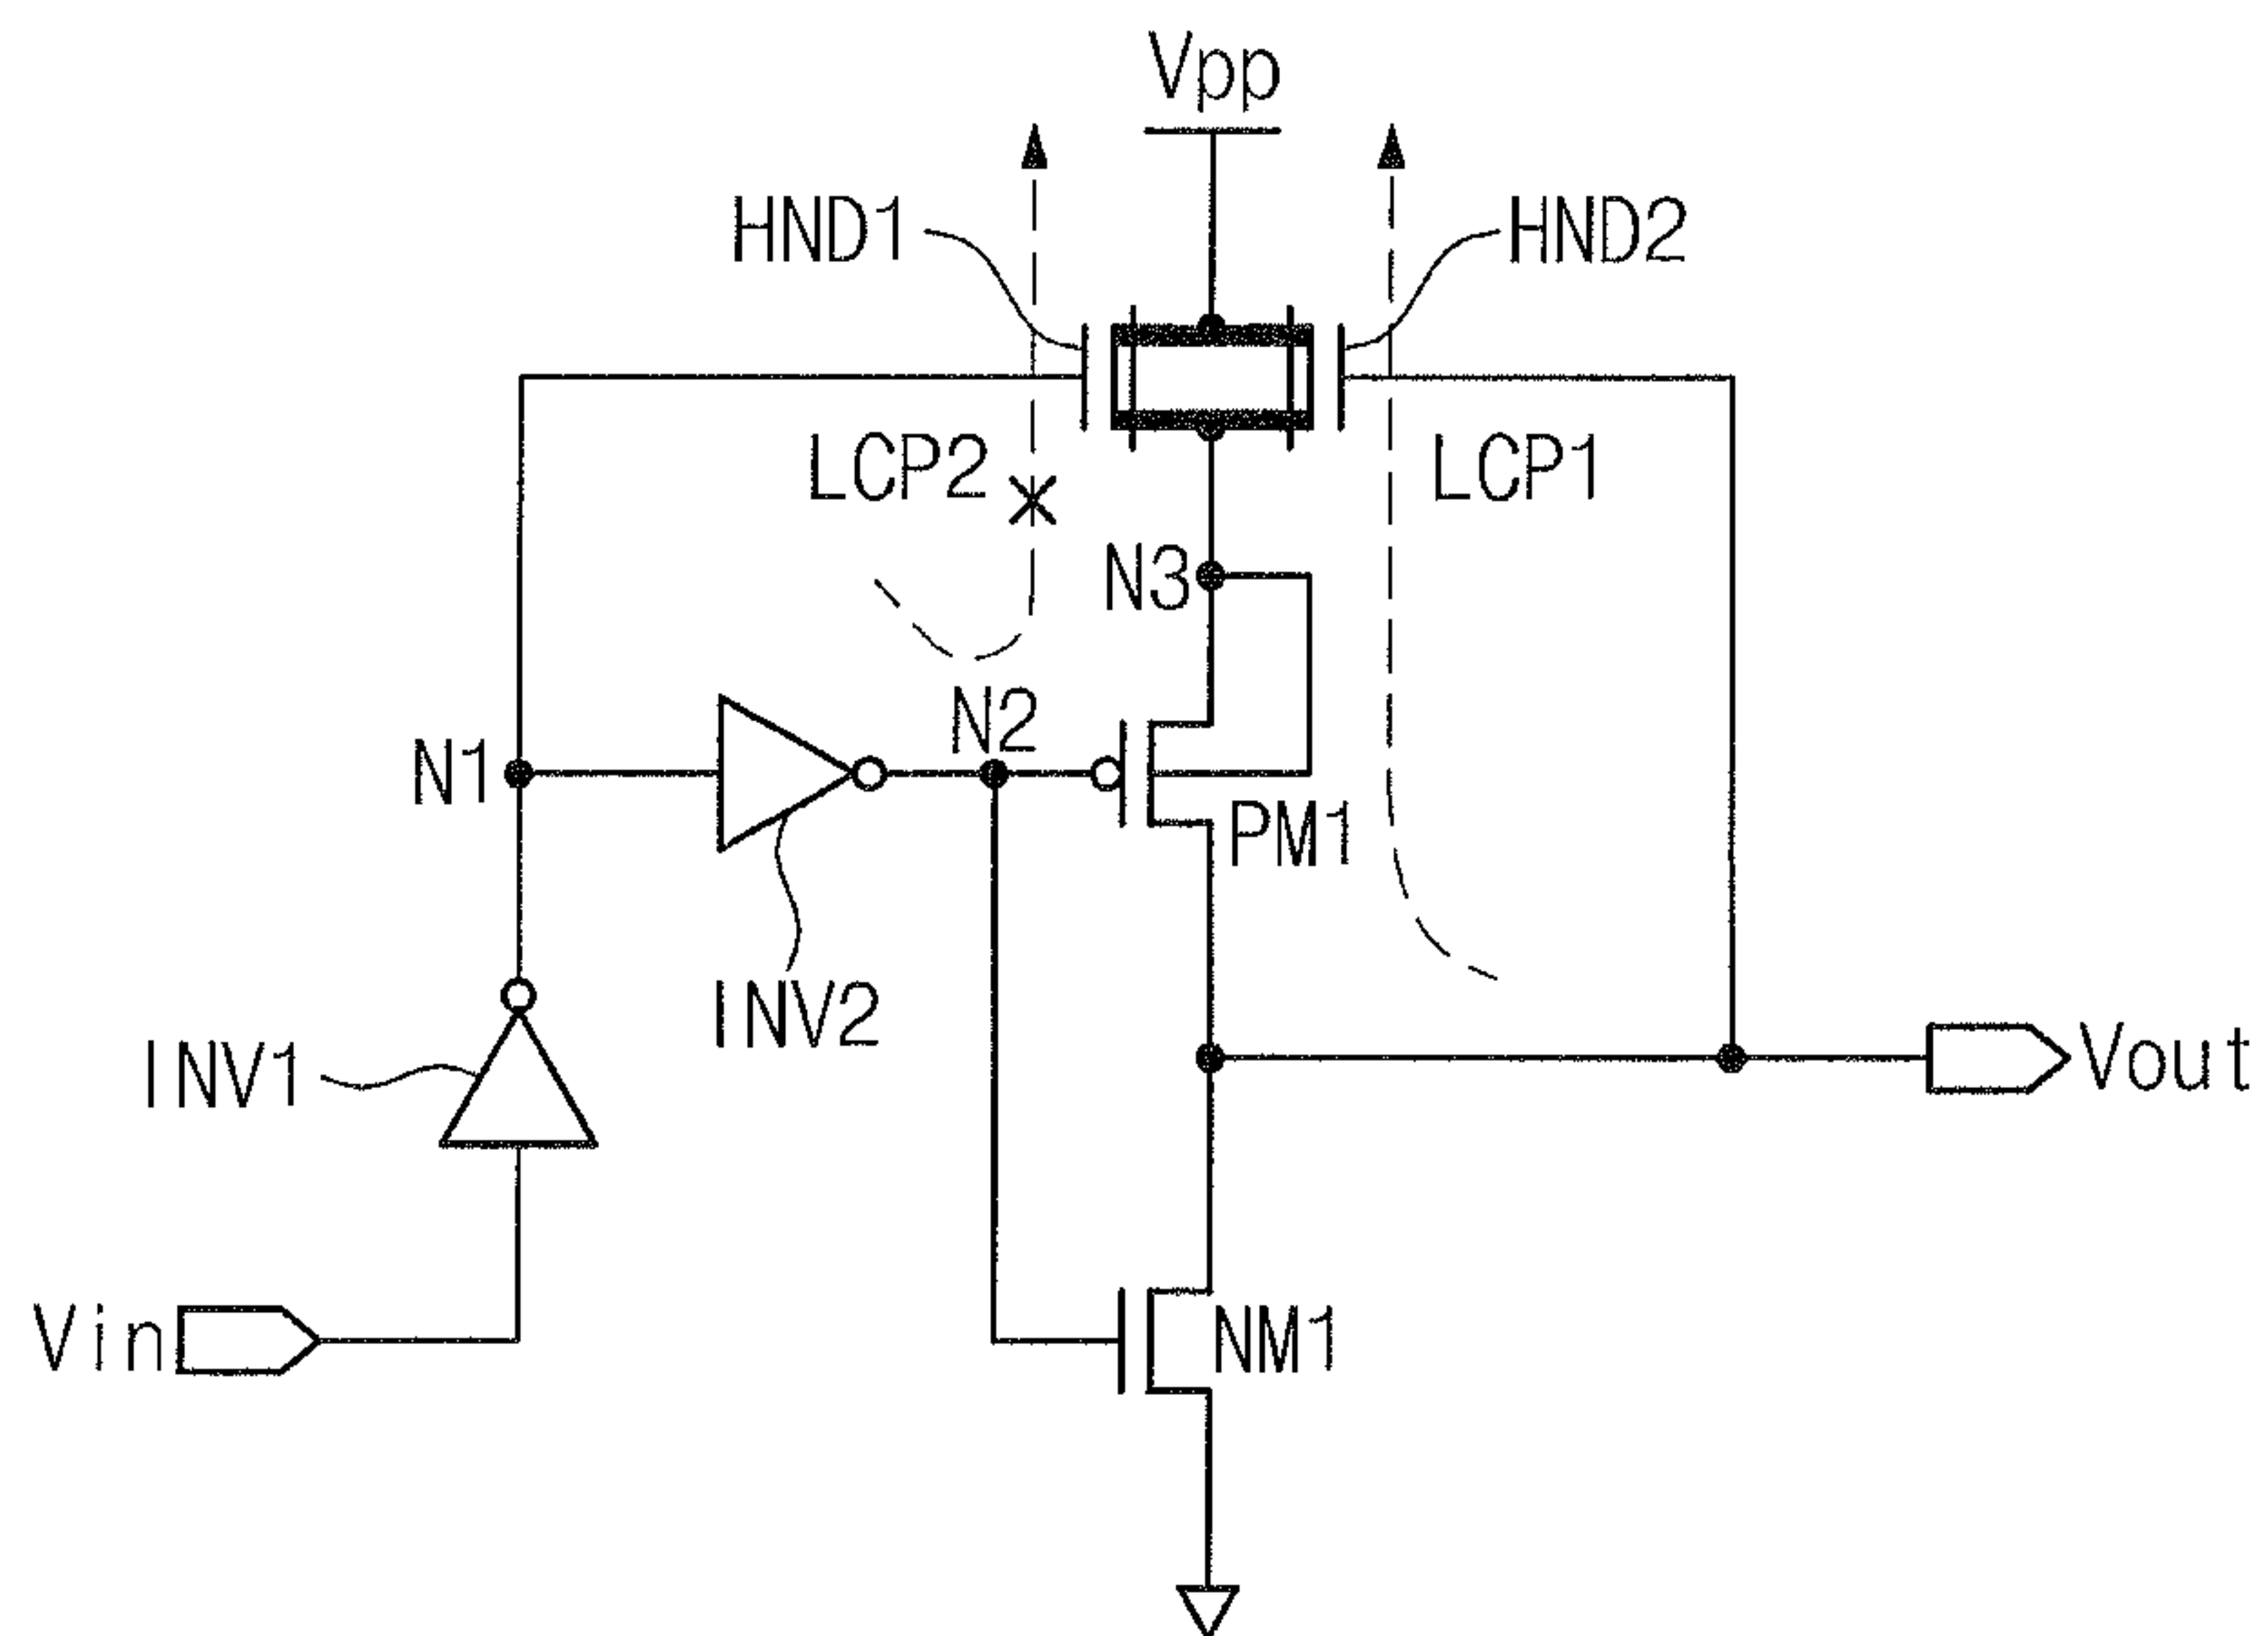 Vpp
HND1
HND2
LCP2
LCP1
N3
N2
N1
PM1
INV2
INV1
Vout
Vin
NM1